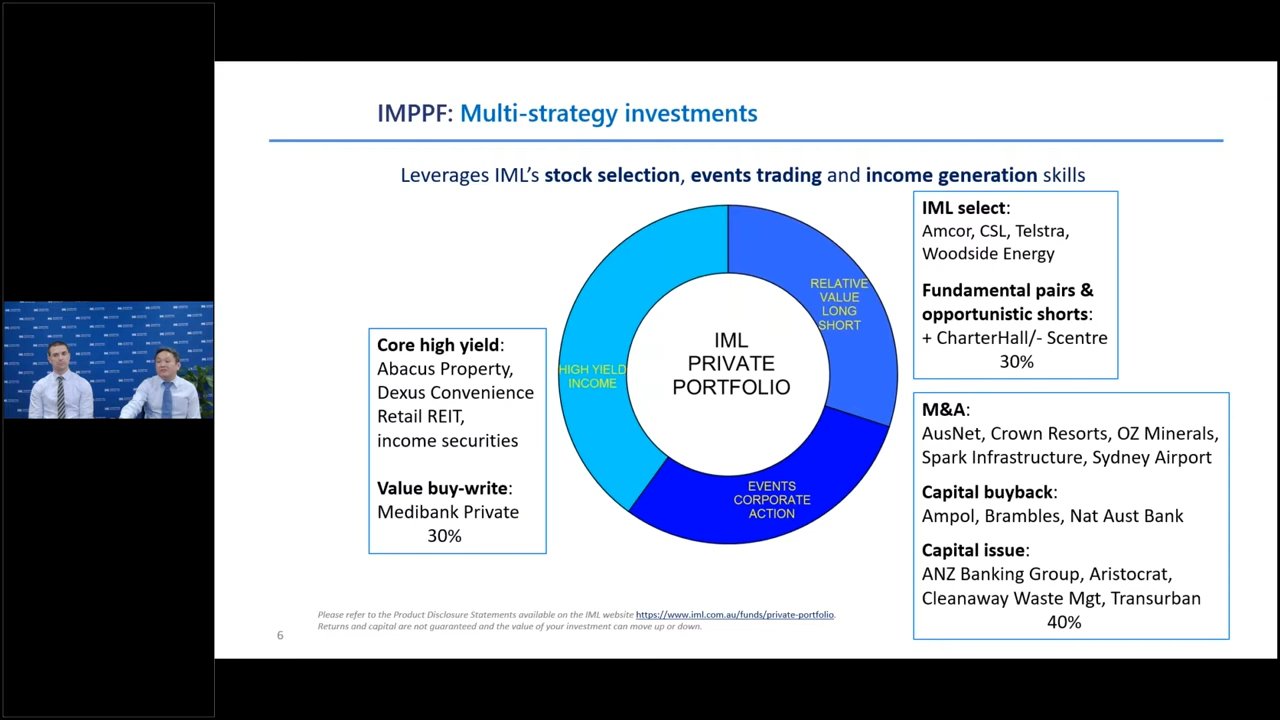 IMPPF: Multi-strategy investments
Leverages IML's stock selection, events trading and income generation skills
IML select:
Amcor, CSL, Telstra,
Woodside Energy
Fundamental pairs &
opportunistic shorts:
+ CharterHall/- Scentre
30%
RELATIVE
VALUE
LONG
SHORT
IML
PRIVATE
PORTFOLIO
HIGH YIELD
INCOME
EVENTS
CORPORATE
ACTION
Core high yield:
Abacus Property,
Dexus Convenience
Retail REIT,
income securities
Value buy-write:
Medibank Private
30%
M&A:
AusNet, Crown Resorts, OZ Minerals,
Spark Infrastructure, Sydney Airport
Capital buyback:
Ampol, Brambles, Nat Aust Bank
Capital issue:
ANZ Banking Group, Aristocrat,
Cleanaway Waste Mgt, Transurban
40%
Please refer to the Product Disclosure Statements available on the IML website https://www.iml.com.au/funds/private-portfolio.
Returns and capital are not guaranteed and the value of your investment can move up or down.
6